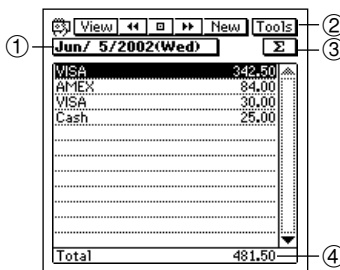 View New Tools ②
① Jun/ 5/2002(Wed) Σ ③
VISA 342.50
AMEX 84.00
VISA 30.00
Cash 25.00
Total 481.50 ④